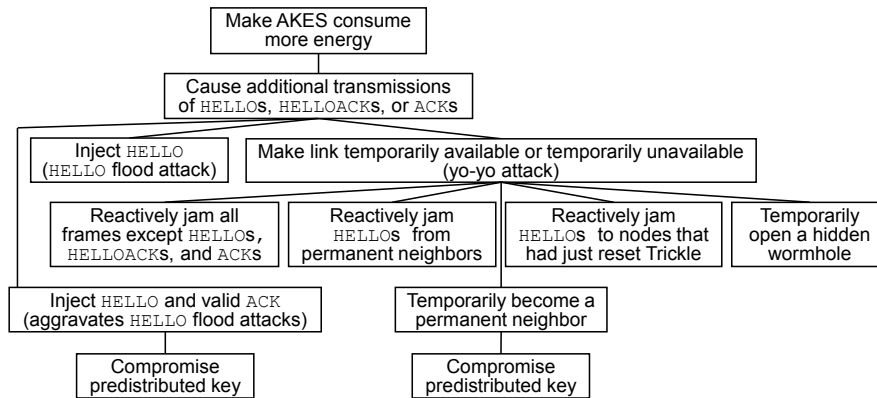 Make AKES consume
more energy
Cause additional transmissions
of HELLOs, HELLOACKs, or ACKs
Inject HELLO
(HELLO flood attack)
Make link temporarily available or temporarily unavailable
(yo-yo attack)
Reactively jam all
frames except HELLOs,
HELLOACKs, and ACKs
Reactively jam
HELLOs from
permanent neighbors
Reactively jam
HELLOs to nodes that
had just reset Trickle
Temporarily
open a hidden
wormhole
Inject HELLO and valid ACK
(aggravates HELLO flood attacks)
Temporarily become a
permanent neighbor
Compromise
predistributed key
Compromise
predistributed key